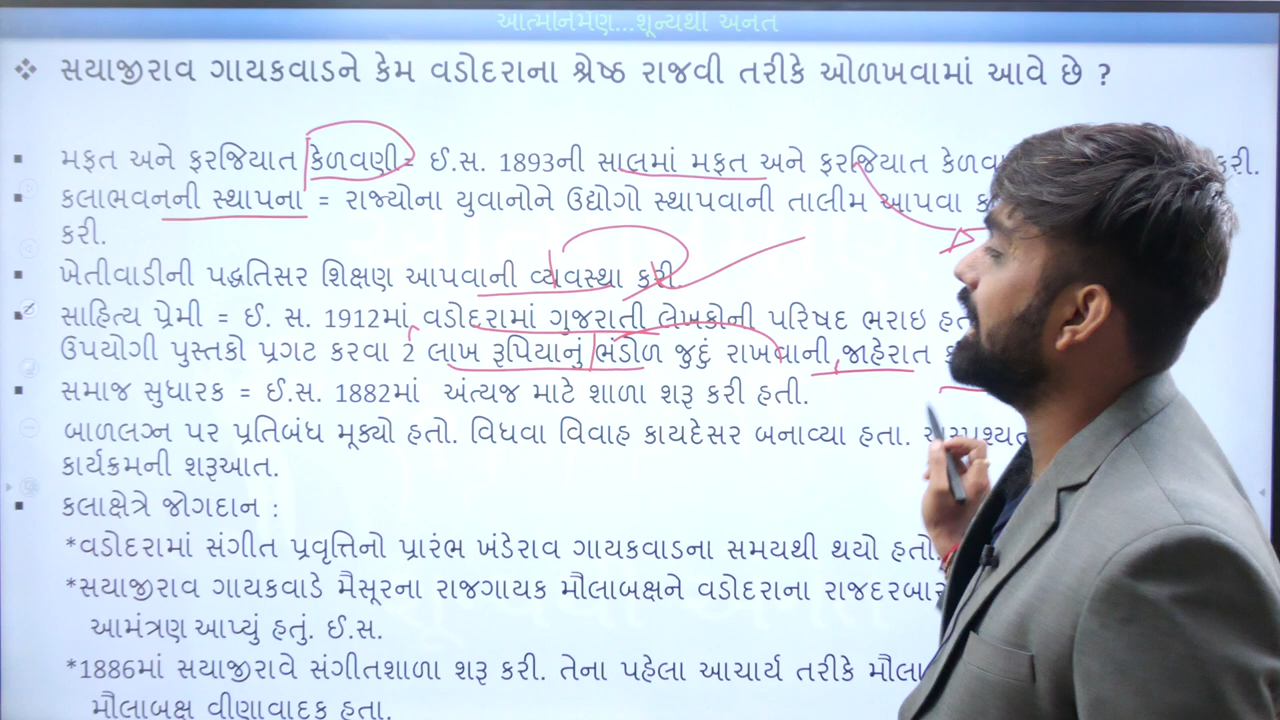 આત્માનમણ...શૂન્યથી અનંત
❖ સયાજીરાવ ગાયકવાડને કેમ વડોદરાના શ્રેષ્ઠ રાજવી તરીકે ઓળખવામાં આવે છે ?
▪ મફત અને ફરજિયાત કેળવણી= ઈ.સ. 1893ની સાલમાં મફત અને ફરજિયાત કરી.
▪ કલાભવનની સ્થાપના = રાજ્યોના યુવાનોને ઉદ્યોગો સ્થાપવાની તાલીમ આપવા
કરી.
▪ ખેતીવાડીની પદ્ધતિસર શિક્ષણ આપવાની વ્યવસ્થા કરી.
▪ સાહિત્ય પ્રેમી = ઈ. સ. 1912માં વડોદરામાં ગુજરાતી લેખકોની પરિષદ ભરાઇ
ઉપયોગી પુસ્તકો પ્રગટ કરવા 2 લાખ રૂપિયાનું ભંડોળ જુદું રાખવાની જાહેરાત
▪ સમાજ સુધારક = ઈ.સ. 1882માં અંત્યજ માટે શાળા શરૂ કરી હતી.
બાળલગ્ન પર પ્રતિબંધ મૂક્યો હતો. વિધવા વિવાહ કાયદેસર બનાવ્યા હતા.
કાર્યક્રમની શરૂઆત.
▪ કલાક્ષેત્રે જોગદાન :
*વડોદરામાં સંગીત પ્રવૃત્તિનો પ્રારંભ ખંડેરાવ ગાયકવાડના સમયથી થયો હતો.
*સયાજીરાવ ગાયકવાડે મૈસૂરના રાજગાયક મૌલાબક્ષને વડોદરાના
આમંત્રણ આપ્યું હતું. ઈ.સ.
*1886માં સયાજીરાવે સંગીતશાળા શરૂ કરી. તેના પહેલા આચાર્ય તરીકે
મૌલાબક્ષ વીણાવાદક હતા.